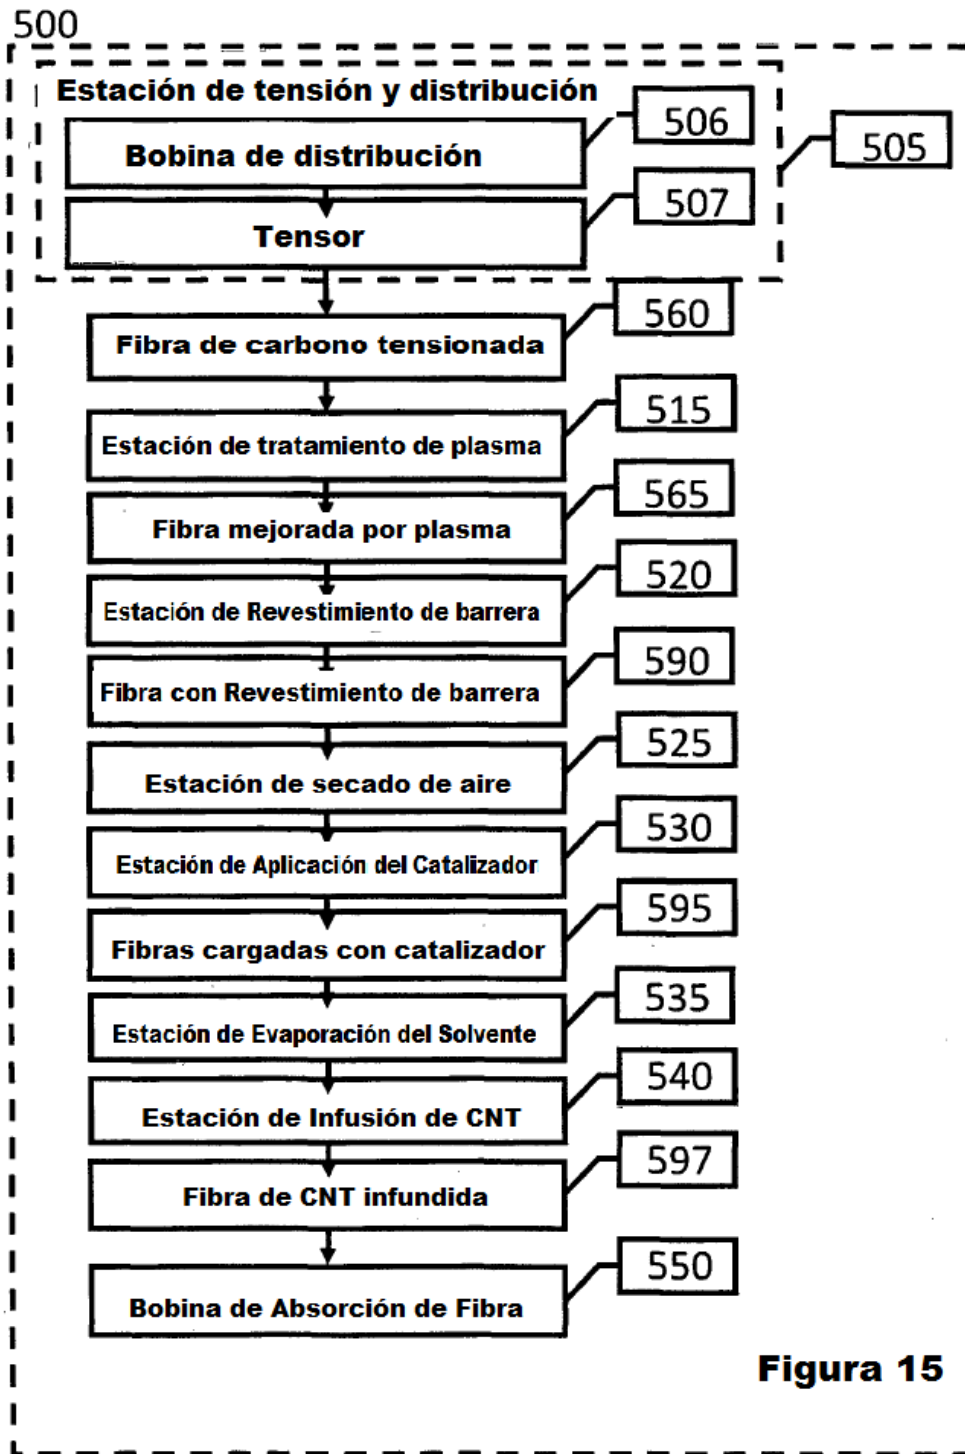 500
Estación de tensión y distribución
506
505
Bobina de distribución
507
Tensor
560
Fibra de carbono tensionada
515
Estación de tratamiento de plasma
565
Fibra mejorada por plasma
520
Estación de Revestimiento de barrera
590
Fibra con Revestimiento de barrera
525
Estación de secado de aire
530
Estación de Aplicación del Catalizador
595
Fibras cargadas con catalizador
535
Estación de Evaporación del Solvente
540
Estación de Infusión de CNT
597
Fibra de CNT infundida
550
Bobina de Absorción de Fibra
Figura 15